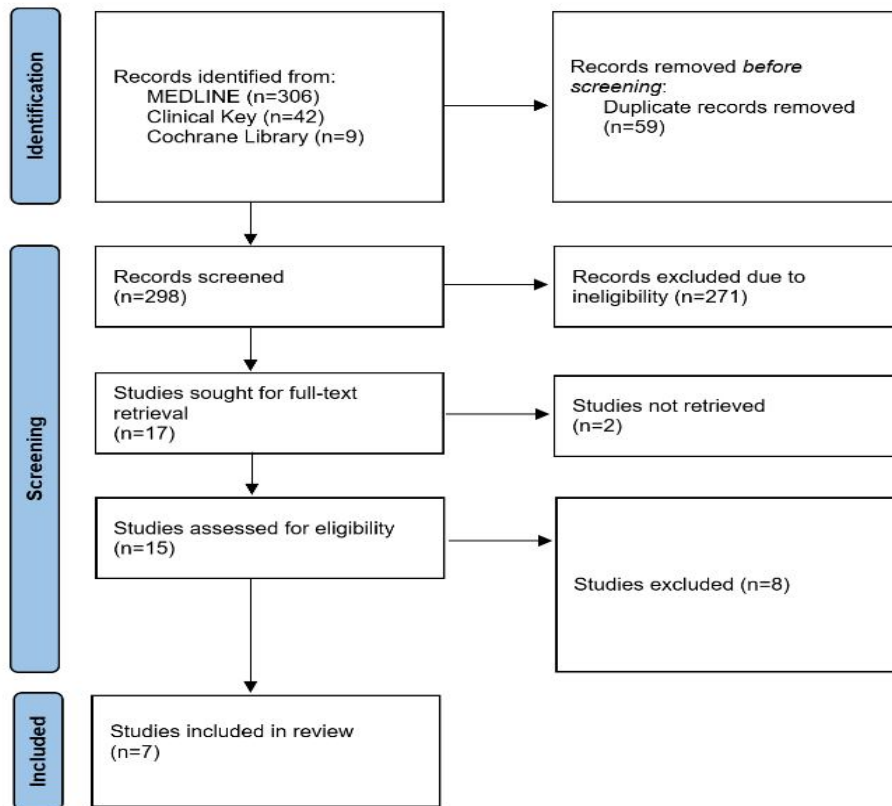 Identification
Records identified from:
MEDLINE (n=306)
Clinical Key (n=42)
Cochrane Library (n=9)
Records removed before
screening:
Duplicate records removed
(n=59)
Screening
Records screened
(n=298)
Records excluded due to
ineligibility (n=271)
Studies sought for full-text
retrieval
(n=17)
Studies not retrieved
(n=2)
Studies assessed for eligibility
(n=15)
Studies excluded (n=8)
Included
Studies included in review
(n=7)